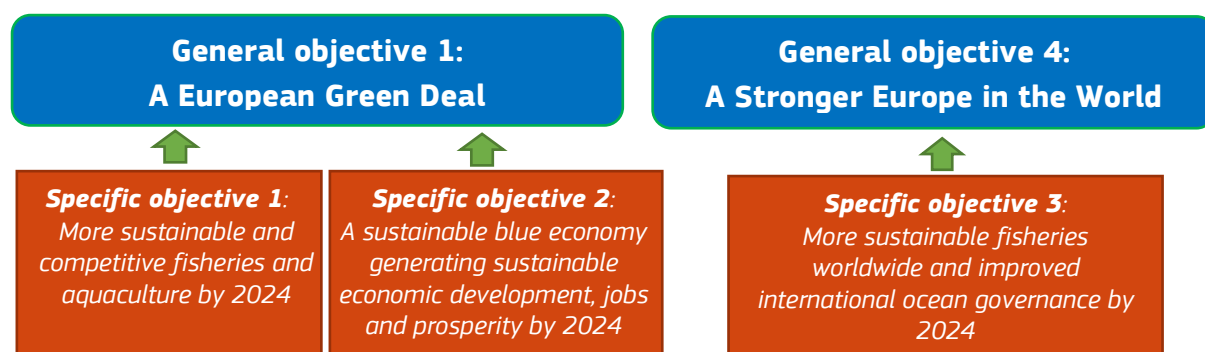 General objective 1:
A European Green Deal
General objective 4:
A Stronger Europe in the World
Specific objective 1:
More sustainable and
competitive fisheries and
aquaculture by 2024
Specific objective 2:
A sustainable blue economy
generating sustainable
economic development, jobs
and prosperity by 2024
Specific objective 3:
More sustainable fisheries
worldwide and improved
international ocean governance by
2024